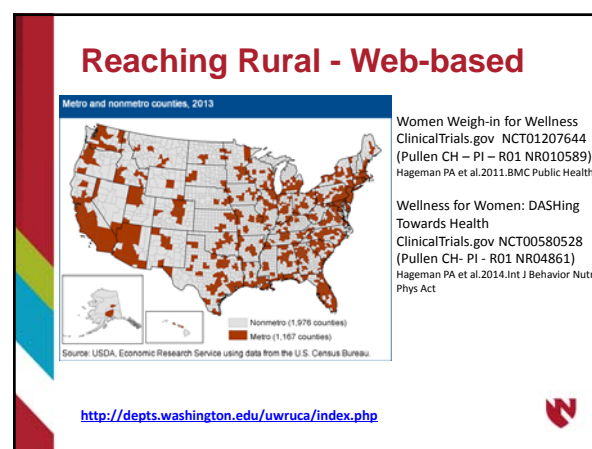 Reaching Rural - Web-based
Metro and nonmetro counties, 2013
Women Weigh-in for Wellness
ClinicalTrials.gov NCT01207644
(Pullen CH – PI – R01 NR010589)
Hageman PA et al.2011.BMC Public Health
Wellness for Women: DASHing
Towards Health
ClinicalTrials.gov NCT00580528
(Pullen CH- PI - R01 NR04861)
Hageman PA et al.2014.Int J Behavior Nutr
Phys Act
Nonmetro (1,976 counties)
Metro (1,167 counties)
Source: USDA, Economic Research Service using data from the U.S. Census Bureau.
http://depts.washington.edu/uwruca/index.php
N